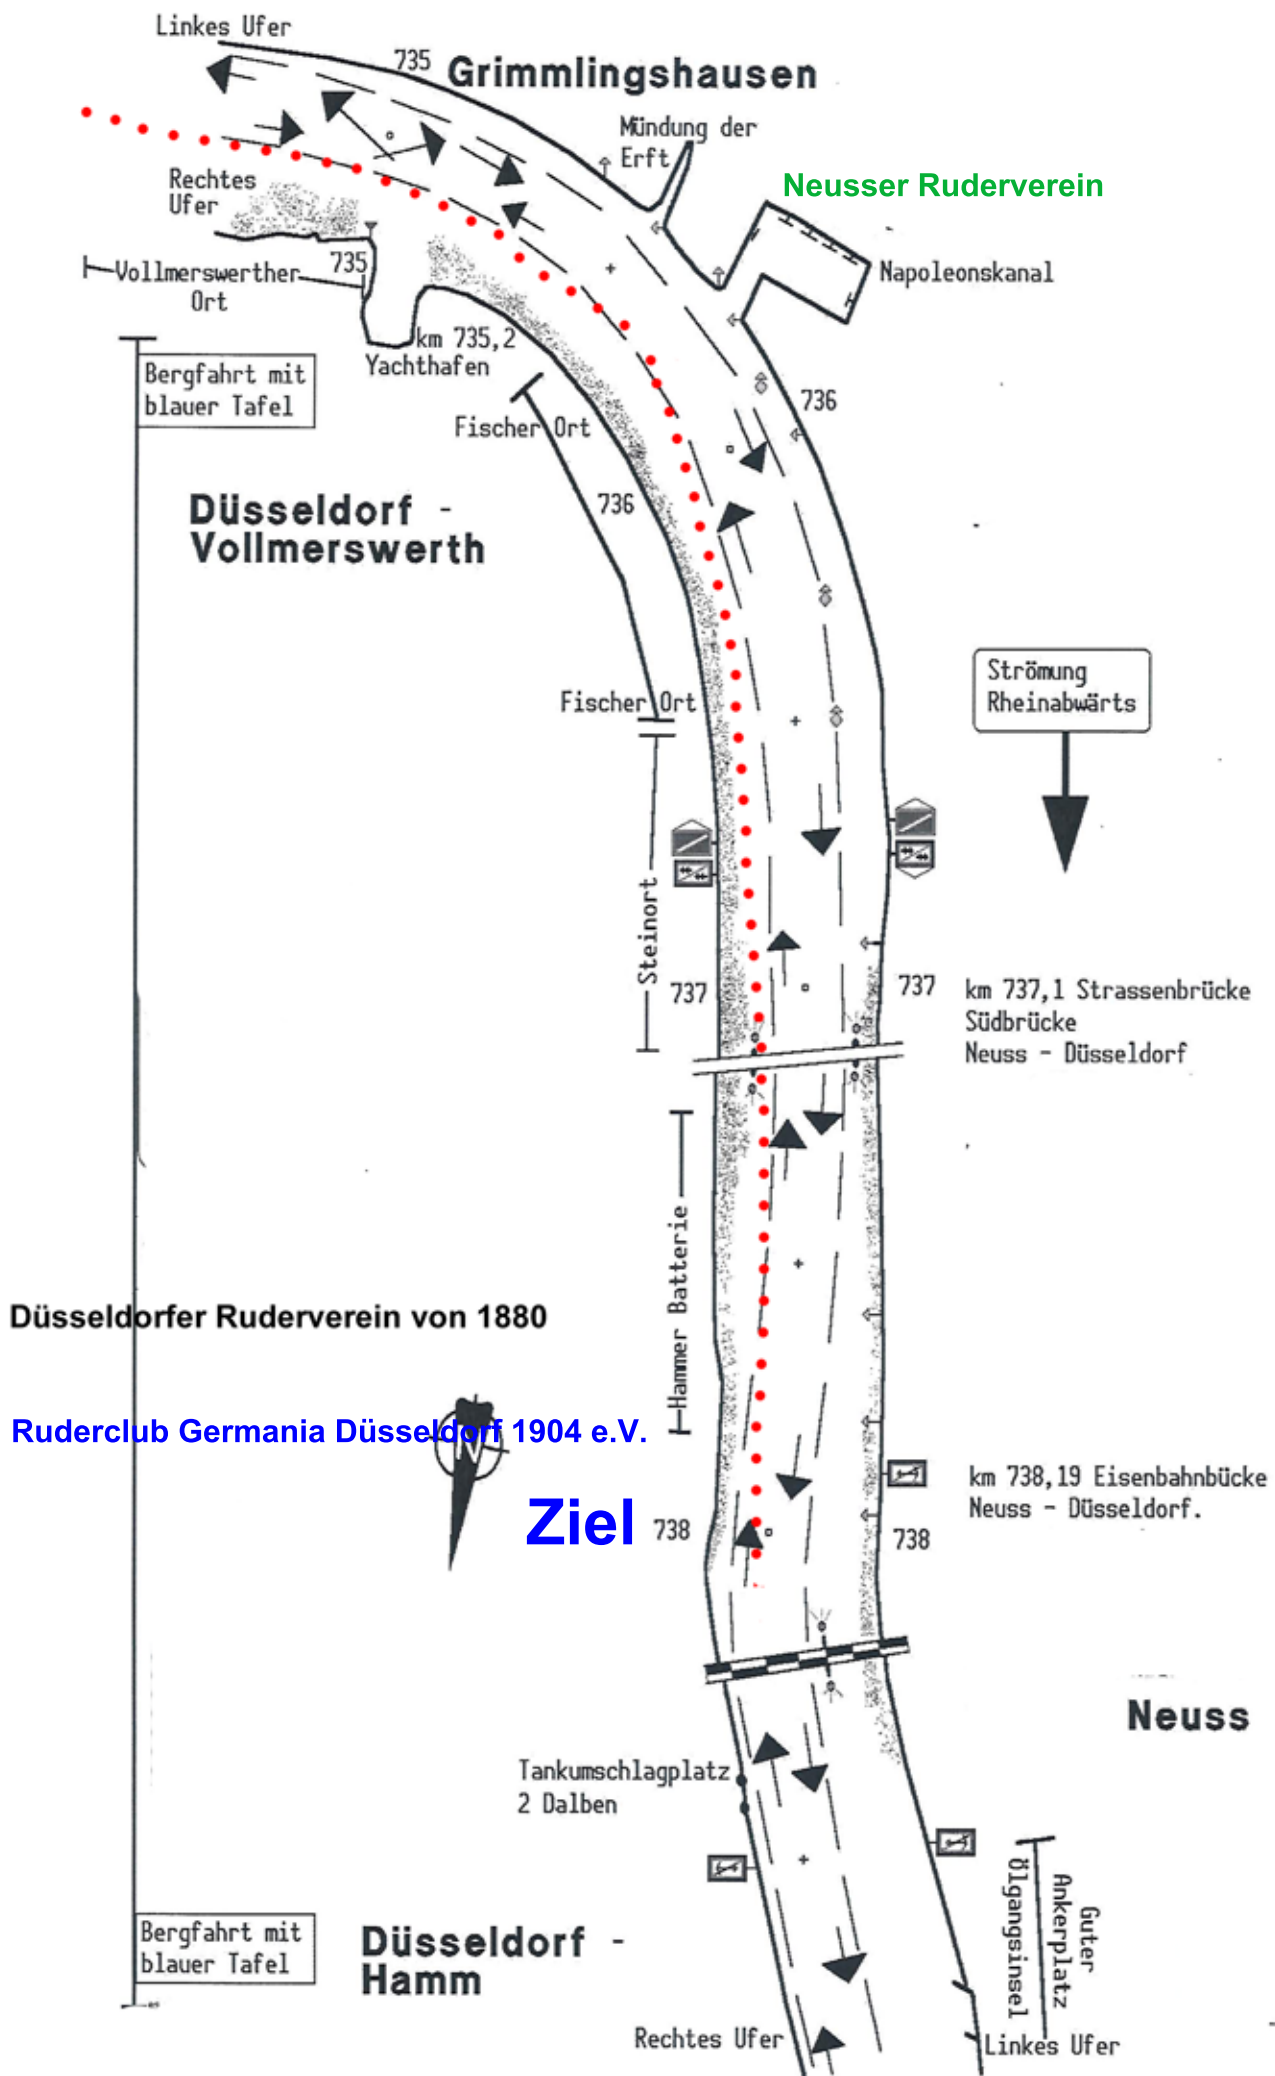 Linkes Ufer
735
Grimmlingshausen
Mündung der
Erft
Rechtes
Ufer
Neusser Ruderverein
Vollmerswerther
Ort
735
Napoleonskanal
km 735,2
Yachthafen
Bergfahrt mit
blauer Tafel
736
Fischer Ort
736
Düsseldorf -
Vollmerswerth
Strömung
Rheinabwärts
Fischer Ort
Steinort
737
737
km 737,1 Strassenbrücke
Südbrücke
Neuss - Düsseldorf
Hammer Batterie
Düsseldorfer Ruderverein von 1880
Ruderclub Germania Düsseldorf 1904 e.V.
N
Ziel
738
738
km 738,19 Eisenbahnbücke
Neuss - Düsseldorf.
Neuss
Tankumschlagplatz
2 Dalben
Guter
Ankerplatz
Ölgangsinsel
Bergfahrt mit
blauer Tafel
Düsseldorf -
Hamm
Rechtes Ufer
Linkes Ufer